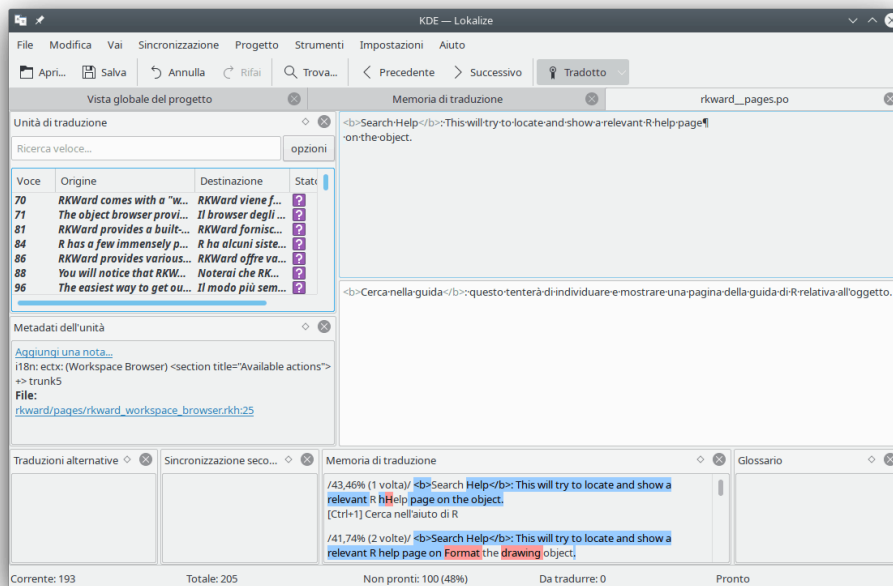 KDE — Lokalize
File Modifica Vai Sincronizzazione Progetto Strumenti Impostazioni Aiuto
Apri... Salva Annulla Rifai Trova... Precedente Successivo Tradotto
Vista globale del progetto Memoria di traduzione rkward__pages.po
Unità di traduzione
Ricerca veloce... opzioni
Voce Origine Destinazione Stato
70 RKWard comes with a "w... RKWard viene f... ?
71 The object browser provi... Il browser degli ... ?
81 RKWard provides a built-... RKWard fornisc... ?
84 R has a few immensely p... R ha alcuni siste... ?
86 RKWard provides various... RKWard offre va... ?
88 You will notice that RKW... Noterai che RK... ?
96 The easiest way to get ou... Il modo più sem... ?
<b>Search·Help</b>:·This·will·try·to·locate·and·show·a·relevant·R·help·page¶
·on·the·object.
<b>Cerca·nella·guida</b>:·questo·tenterà·di·individuare·e·mostrare·una·pagina·della·guida·di·R·relativa·all'oggetto.
Metadati dell'unità
Aggiungi una nota...
i18n: ectx: (Workspace Browser) <section title="Available actions">
+> trunk5
File:
rkward/pages/rkward_workspace_browser.rkh:25
Traduzioni alternative Sincronizzazione seco... Memoria di traduzione Glossario
/43,46% (1 volta)/ <b>Search Help</b>: This will try to locate and show a
relevant R hHelp page on the object.
[Ctrl+1] Cerca nell'aiuto di R
/41,74% (2 volte)/ <b>Search Help</b>: This will try to locate and show a
relevant R help page on Format the drawing object.
Corrente: 193 Totale: 205 Non pronti: 100 (48%) Da tradurre: 0 Pronto